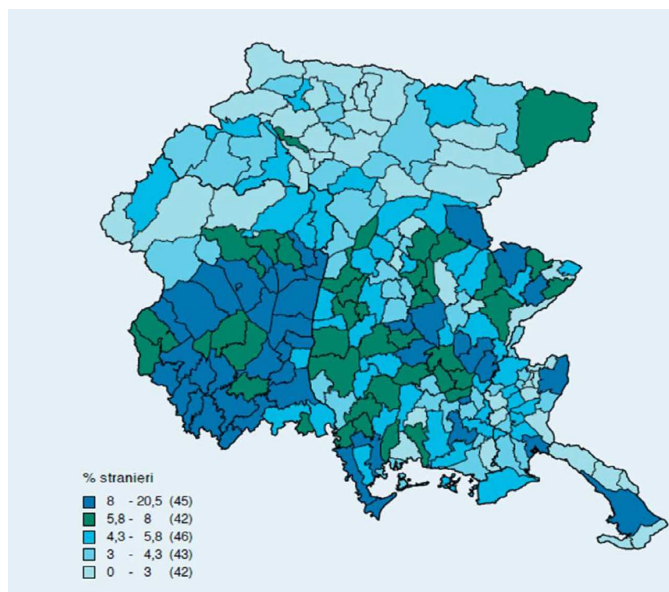 % stranieri
8 - 20,5 (45)
5,8 - 8 (42)
4,3 - 5,8 (46)
3 - 4,3 (43)
0 - 3 (42)